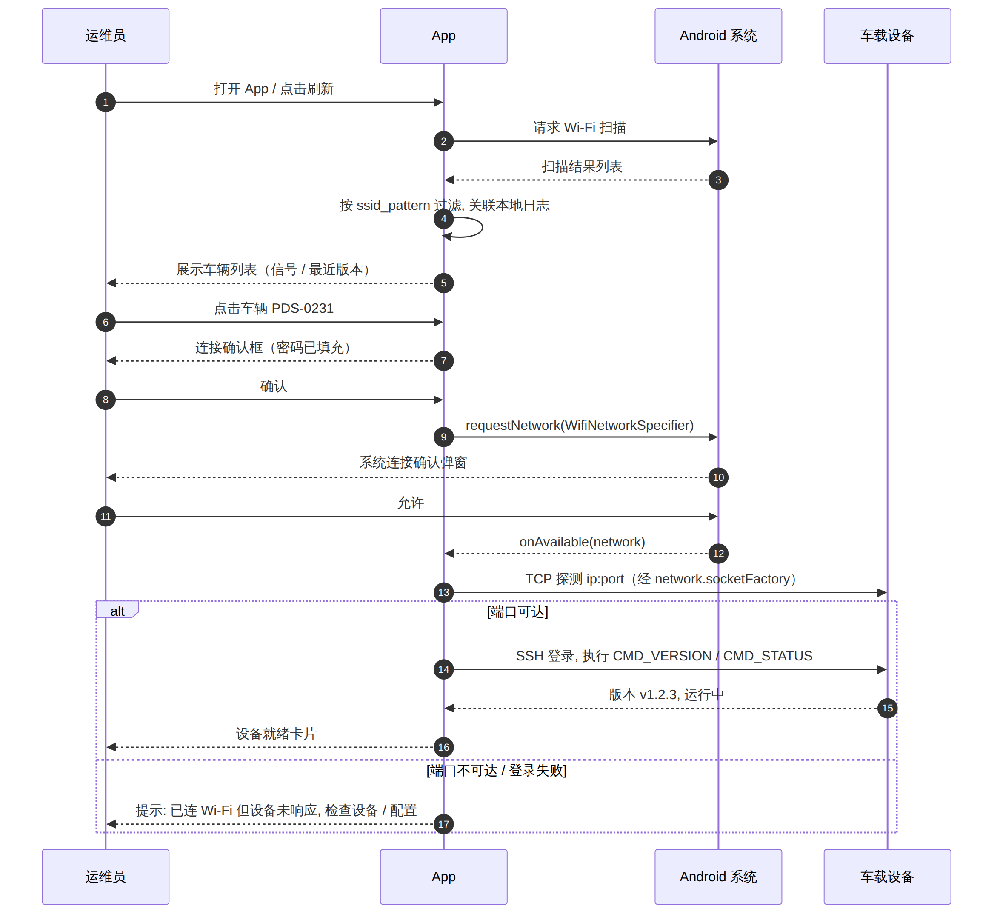 运维员
App
Android 系统
车载设备
打开 App / 点击刷新
1
请求 Wi-Fi 扫描
2
扫描结果列表
3
按 ssid_pattern 过滤, 关联本地日志
4
展示车辆列表（信号 / 最近版本）
5
点击车辆 PDS-0231
6
连接确认框（密码已填充）
7
确认
8
requestNetwork(WifiNetworkSpecifier)
9
系统连接确认弹窗
10
允许
11
onAvailable(network)
12
TCP 探测 ip:port（经 network.socketFactory）
13
alt
[端口可达]
SSH 登录, 执行 CMD_VERSION / CMD_STATUS
14
版本 v1.2.3, 运行中
15
设备就绪卡片
16
[端口不可达 / 登录失败]
提示: 已连 Wi-Fi 但设备未响应, 检查设备 / 配置
17
运维员
App
Android 系统
车载设备